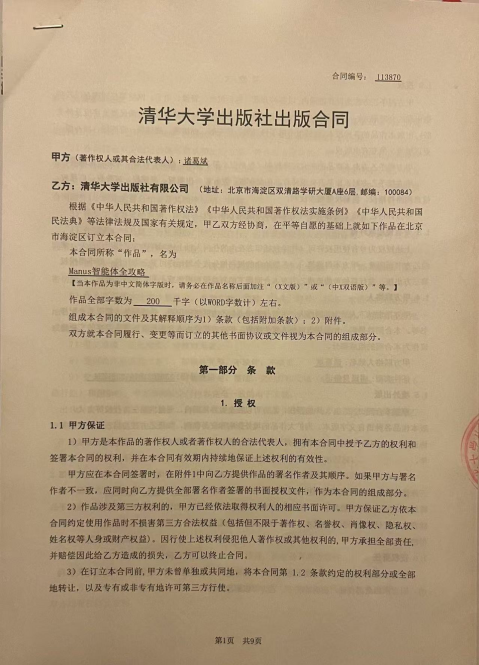 合同编号： 113870
清华大学出版社出版合同
甲方（著作权人或其合法代表人）：诸葛斌
乙方：清华大学出版社有限公司 （地址：北京市海淀区双清路学研大厦A座6层，邮编：100084）
根据《中华人民共和国著作权法》《中华人民共和国著作权法实施条例》《中华人民共和
国民法典》等法律法规及国家有关规定，甲乙双方经协商，在平等自愿的基础上就如下作品在北京
市海淀区订立本合同：
本合同所称“作品”，名为
Manus智能体全攻略
【当本作品为非中文简体字版时，请务必在作品名称后面加注“（X文版）”或“（中X双语版）”等。】
作品全部字数为 200 千字（以WORD字数计）左右。
组成本合同的文件及其解释顺序为1）条款（包括附加条款）；2）附件。
双方就本合同履行、变更等而订立的其他书面协议或文件视为本合同的组成部分。
第一部分 条 款
1. 授 权
1.1 甲方保证
1）甲方是本作品的著作权人或者著作权人的合法代表人，拥有本合同中授予乙方的权利和
签署本合同的权利，并在本合同有效期内持续地保证上述权利的有效性。
甲方应在本合同签署时，在附件1中向乙方提供作品的署名作者及其顺序。如果甲方与署名
作者不一致，应同时向乙方提供全部署名作者签署的书面授权文件，作为本合同的组成部分。
2）作品涉及第三方权利的，甲方已经依法取得权利人的相应书面许可。甲方保证乙方依本
合同约定使用作品时不损害第三方合法权益（包括但不限于著作权、名誉权、肖像权、隐私权、
姓名权等人身或财产权益）。因行使上述权利侵犯他人著作权或其他权利的，甲方承担全部责任，
并赔偿因此给乙方造成的损失，乙方可以终止合同。
3）在订立本合同前，甲方未曾单独或共同地，将本合同第 1.2 条款约定的权利部分或全部
地转让，以及专有或非专有地许可第三方行使。
第1页 共9页